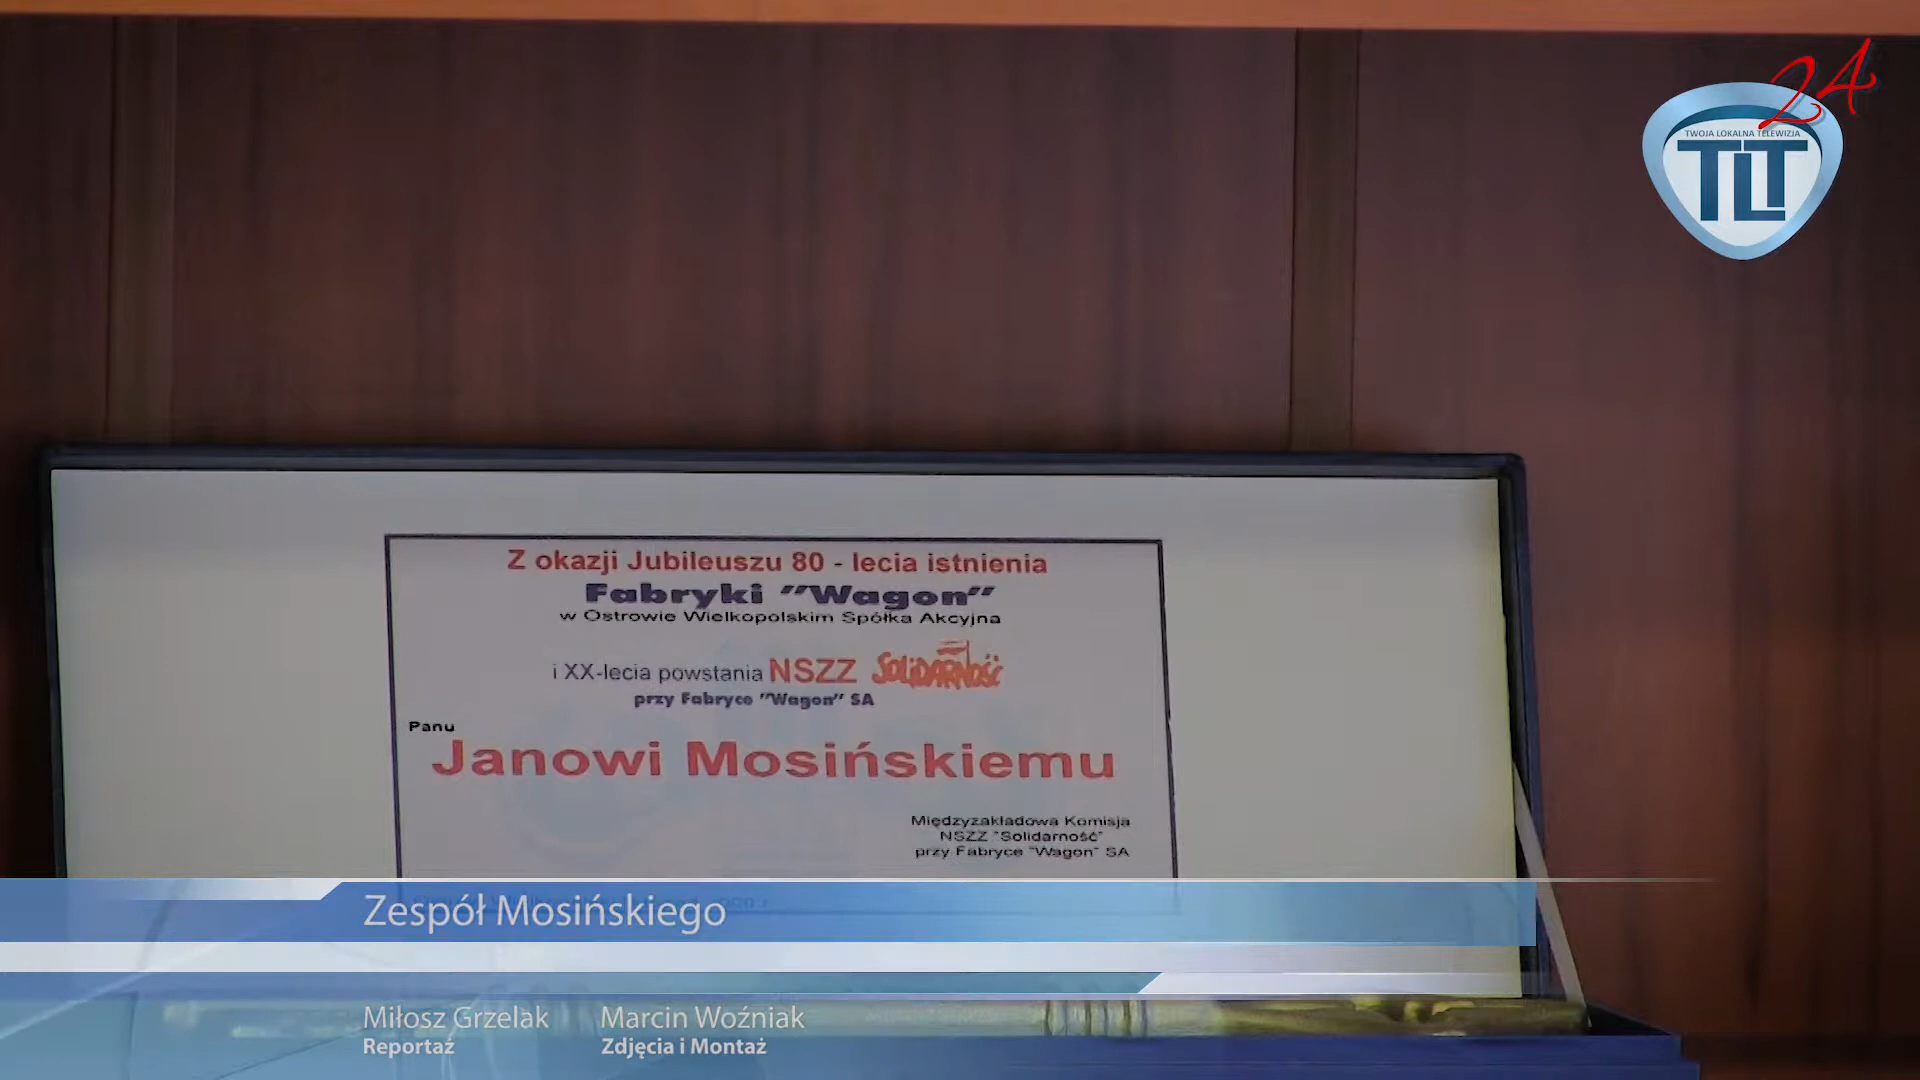 24
TWOJA LOKALNA TELEWIZJA
TLT
Z okazji Jubileuszu 80 - lecia istnienia
Fabryki "Wagon"
w Ostrowie Wielkopolskim Spółka Akcyjna
i XX-lecia powstania NSZZ SOLIDARNOŚĆ
przy Fabryce "Wagon" SA
Panu
Janowi Mosińskiemu
Międzyzakładowa Komisja
NSZZ "Solidarność"
przy Fabryce "Wagon" SA
Zespół Mosińskiego
Miłosz Grzelak
Reportaż
Marcin Woźniak
Zdjęcia i Montaż